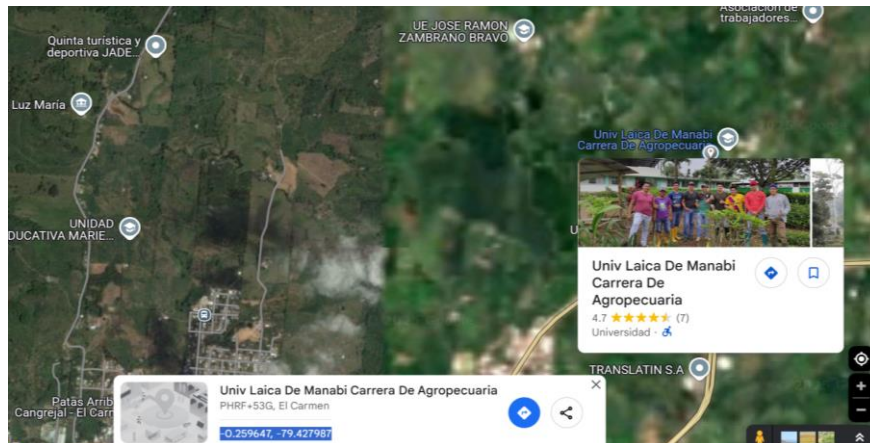 Asociación de
trabajadores...
UE JOSE RAMON
ZAMBRANO BRAVO
Quinta turística y
deportiva JADE...
Luz María
Univ Laica De Manabi
Carrera De Agropecuaria
UNIDAD
DUCATIVA MARIE...
U
Univ Laica De Manabi
Carrera De
Agropecuaria
4.7 (7)
Universidad ·
TRANSLATIN S.A
Patas Arrib
Cangrejal - El Carm
Univ Laica De Manabi Carrera De Agropecuaria
PHRF+53G, El Carmen
-0.259647, -79.427987